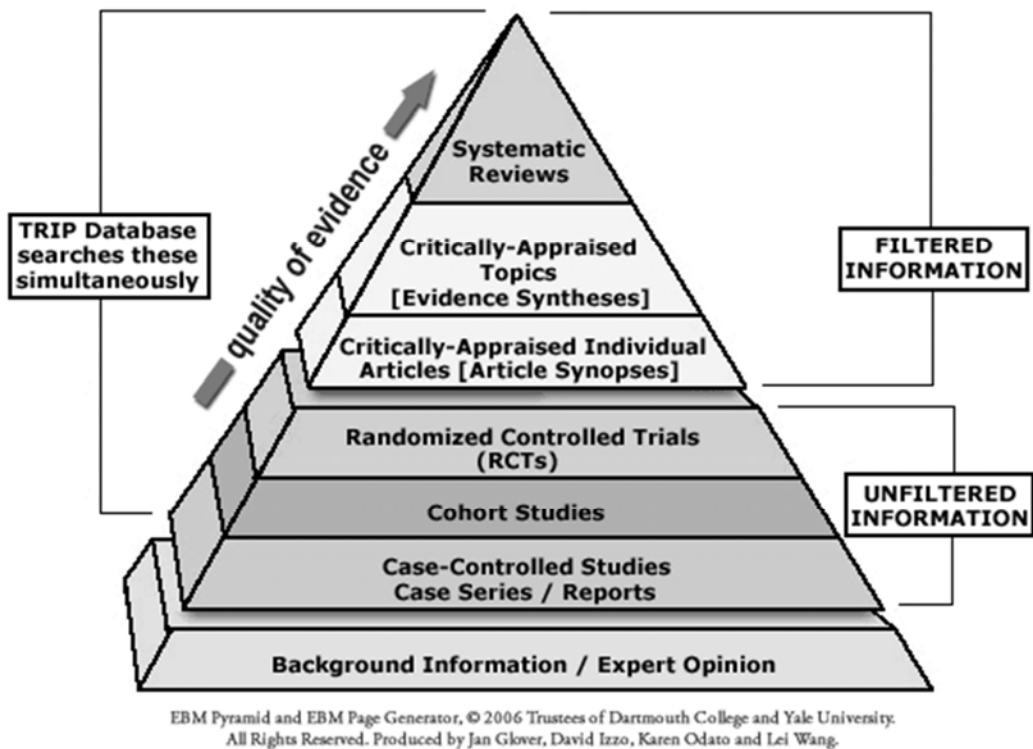 Systematic
Reviews
quality of evidence
TRIP Database
searches these
simultaneously
Critically-Appraised
Topics
[Evidence Syntheses]
FILTERED
INFORMATION
Critically-Appraised Individual
Articles [Article Synopses]
Randomized Controlled Trials
(RCTs)
UNFILTERED
INFORMATION
Cohort Studies
Case-Controlled Studies
Case Series / Reports
Background Information / Expert Opinion
EBM Pyramid and EBM Page Generator, © 2006 Trustees of Dartmouth College and Yale University.
All Rights Reserved. Produced by Jan Glover, David Izzo, Karen Odato and Lei Wang.